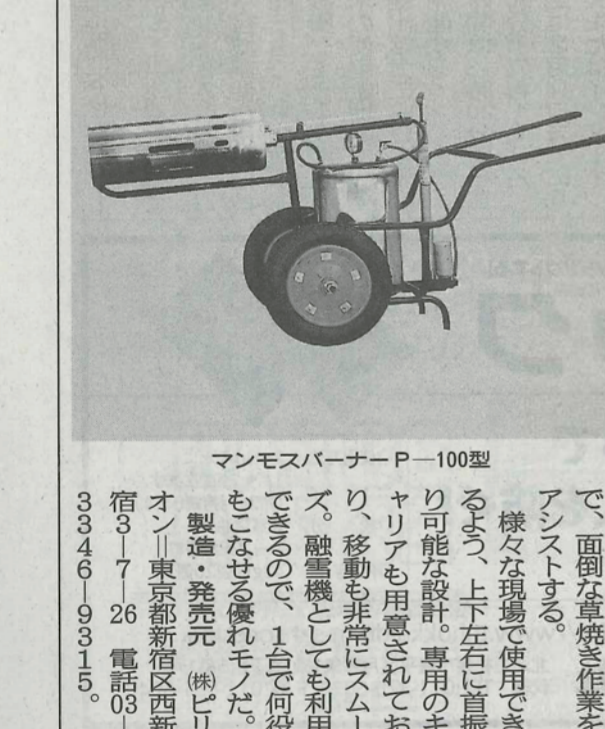 マンモスバーナーP―100型
で、面倒な草焼き作業を
アシストする。
様々な現場で使用でき
るよう、上下左右に首振
り可能な設計。専用のキ
ャリアも用意されてお
り、移動も非常にスムー
ズ。融雪機としても利用
できるので、1台で何役
もこなせる優れモノだ。
製造・発売元 ㈱ピリ
オン＝東京都新宿区西新
宿3―7―26 電話03―
3346―9315。